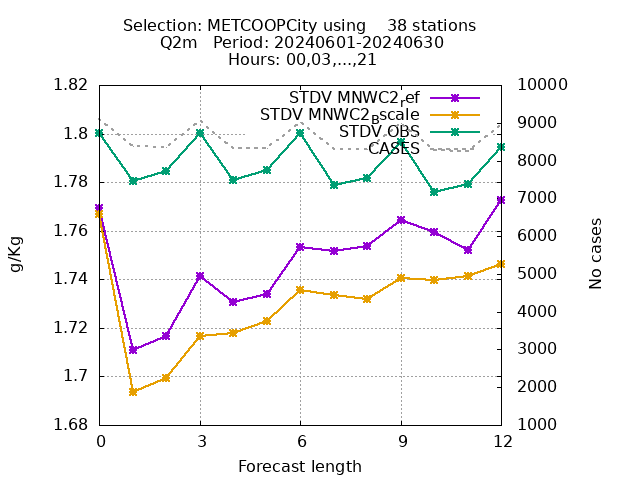 Selection: METCOOPCity using    38 stations
Q2m   Period: 20240601-20240630
Hours: 00,03,...,21
STDV MNWC2ref
STDV MNWC2Bscale
STDV OBS
CASES
1.82
1.8
1.78
1.76
1.74
1.72
1.7
1.68
g/Kg
10000
9000
8000
7000
6000
5000
4000
3000
2000
1000
No cases
0 3 6 9 12
Forecast length